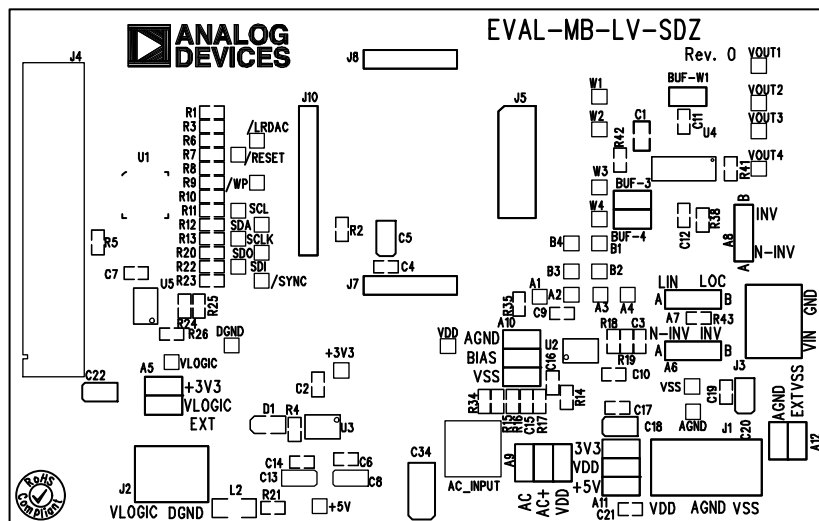 ANALOG
DEVICES
EVAL-MB-LV-SDZ
Rev. 0
J4
J8
J10
J5
VOUT1
VOUT2
VOUT3
VOUT4
BUF-W1
W1
W2
W3
W4
C1
C11
U4
R42
R41
BUF-3
BUF-4
R1
R3
R6
R7
R8
R9
R10
R11
R12
R13
R20
R22
R23
/LRDAC
/RESET
/WP
SCL
SDA
SCLK
SDO
SDI
/SYNC
U1
R5
C7
U5
R24
R25
R26
DGND
R2
C5
C4
J7
B4
B1
B3
B2
A1
A2
A3
A4
C12
R38
A8
B
INV
N-INV
A
LIN
LOC
A
B
A7
R43
N-INV
INV
A
B
A6
GND
VIN
J3
R35
C9
A10
AGND
BIAS
VSS
VDD
U2
R18
C3
R19
C10
C16
R14
R34
R15
R16
C15
R17
VLOGIC
A5
+3V3
VLOGIC
EXT
C22
+3V3
C2
D1
R4
U3
C14
C13
C6
C8
J2
VLOGIC
DGND
L2
R21
+5V
C34
AC_INPUT
A9
AC
AC+
VDD
C17
C18
3V3
VDD
+5V
A11
C21
VSS
AGND
C19
C20
J1
VDD
AGND
VSS
AGND
EXTVSS
A12
RoHS
Compliant